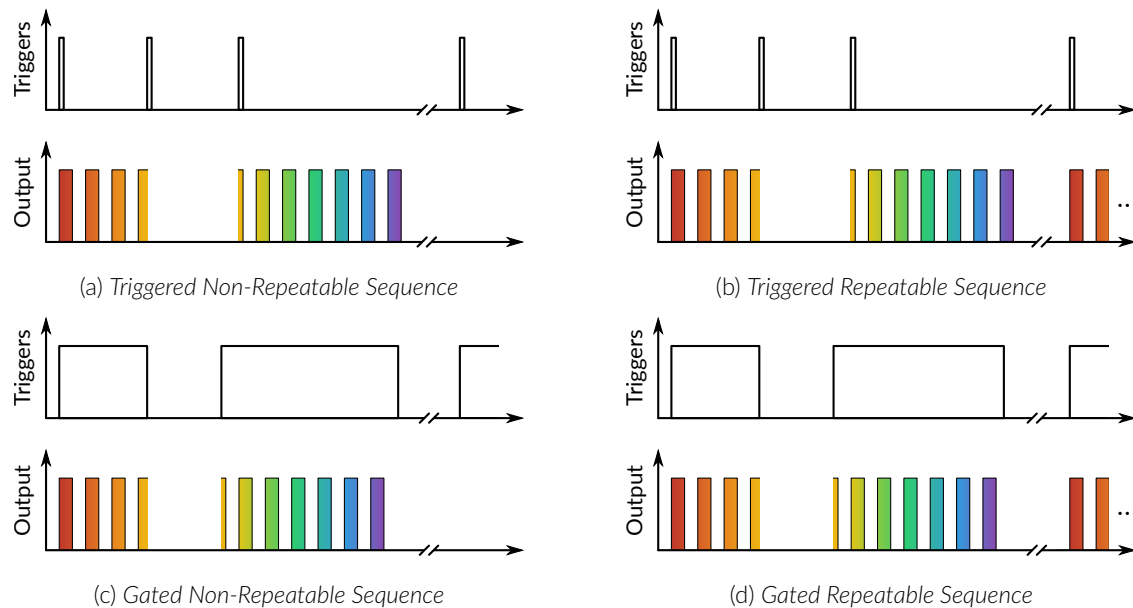 Triggers
Output
(a) Triggered Non-Repeatable Sequence
Triggers
Output
...
(b) Triggered Repeatable Sequence
Triggers
Output
(c) Gated Non-Repeatable Sequence
Triggers
Output
...
(d) Gated Repeatable Sequence